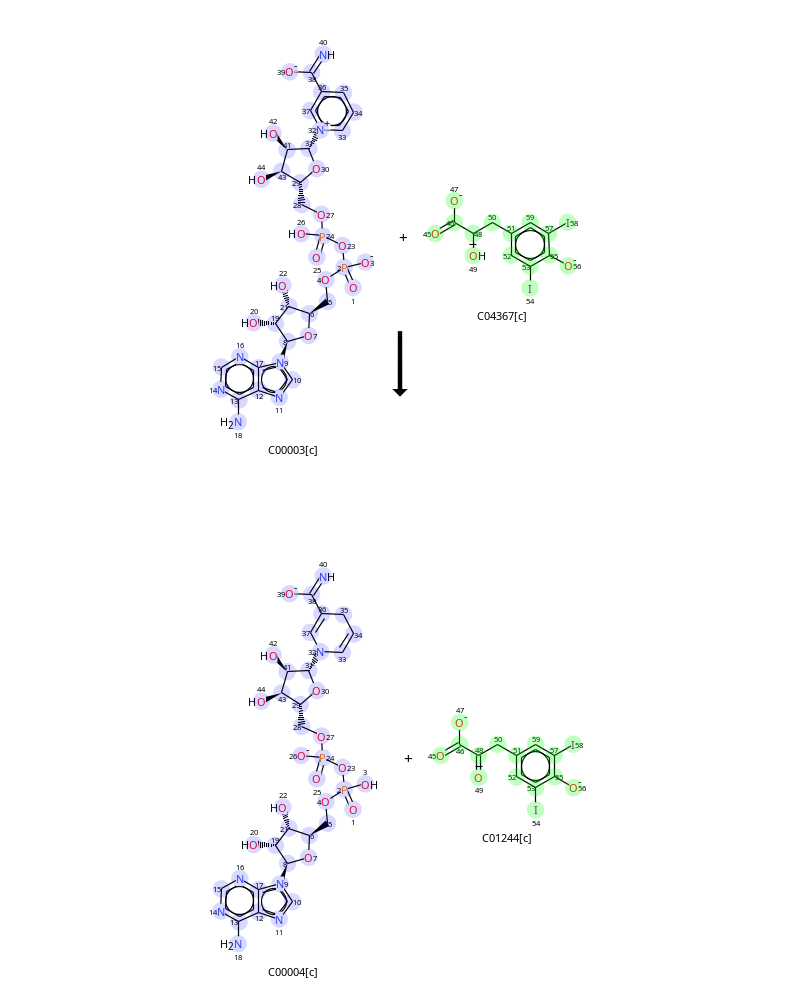 40
NH
39 O -
38
36 35
42 37 34
HO + 
41 31 32 N 33
44
HO 43 O 30
29
28 O 27
26
HO P 24
O O 23
47
O -
50 59 I 58
+
46 51 57
45 O 48
+
OH 52 55
49 53 O - 56
I
54
C04367[c]
25
22 P O - 3
HO 4 O O
1
20 21 5
HO 19 6
8 O 7
16
N 17 N 9
15 10
14 N 12 N
13 11
H2N
18
C00003[c]
40
NH
39 O -
38
36 35
42 37 34
HO
41 31 32 N 33
44
HO 43 O 30
29
28 O 27
26 O - P 24
O O 23
3
25 P OH
22 4 O O
HO 1
20 21 5
HO 19 6
8 O 7
16
N 17 N 9
15 10
14 N 12 N
13 11
H2N
18
C00004[c]
+
47
O -
50 59 I 58
46 48 51 57
45 O
O 52 55
49 53 O - 56
I
54
C01244[c]